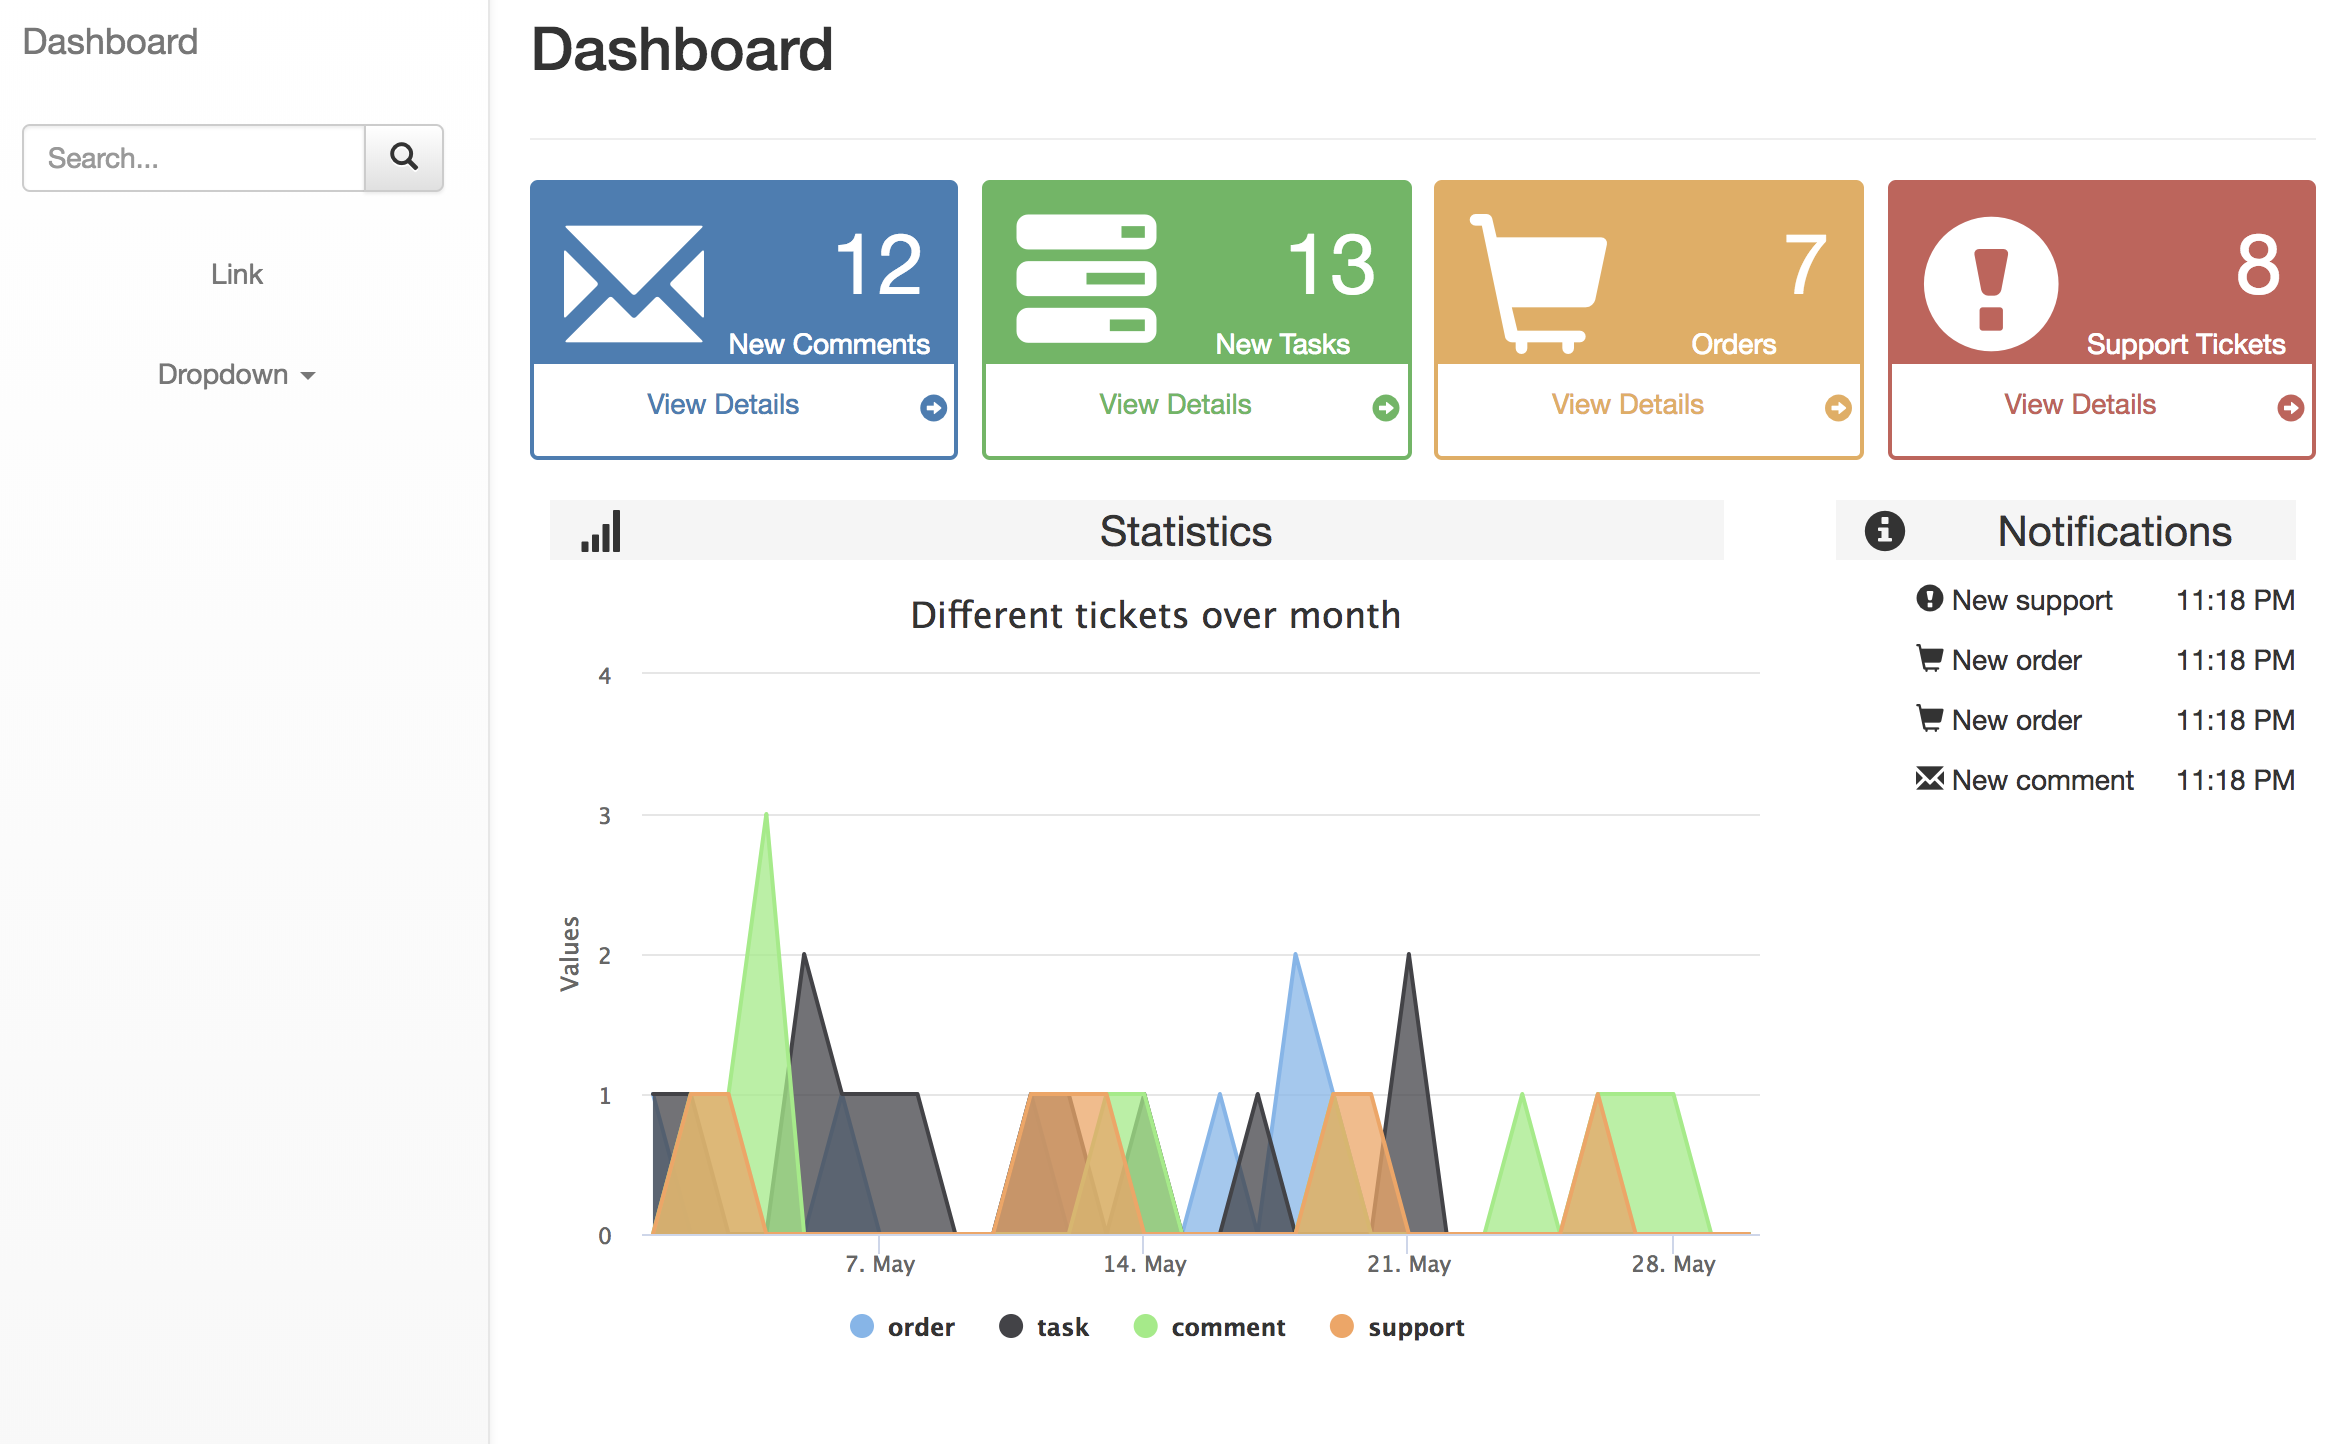 Dashboard
Search...
Link
Dropdown
Dashboard
12
New Comments
View Details
13
New Tasks
View Details
7
Orders
View Details
8
Support Tickets
View Details
Statistics
Different tickets over month
4
3
2
1
0
Values
7. May 14. May 21. May 28. May
order task comment support
Notifications
New support 11:18 PM
New order 11:18 PM
New order 11:18 PM
New comment 11:18 PM